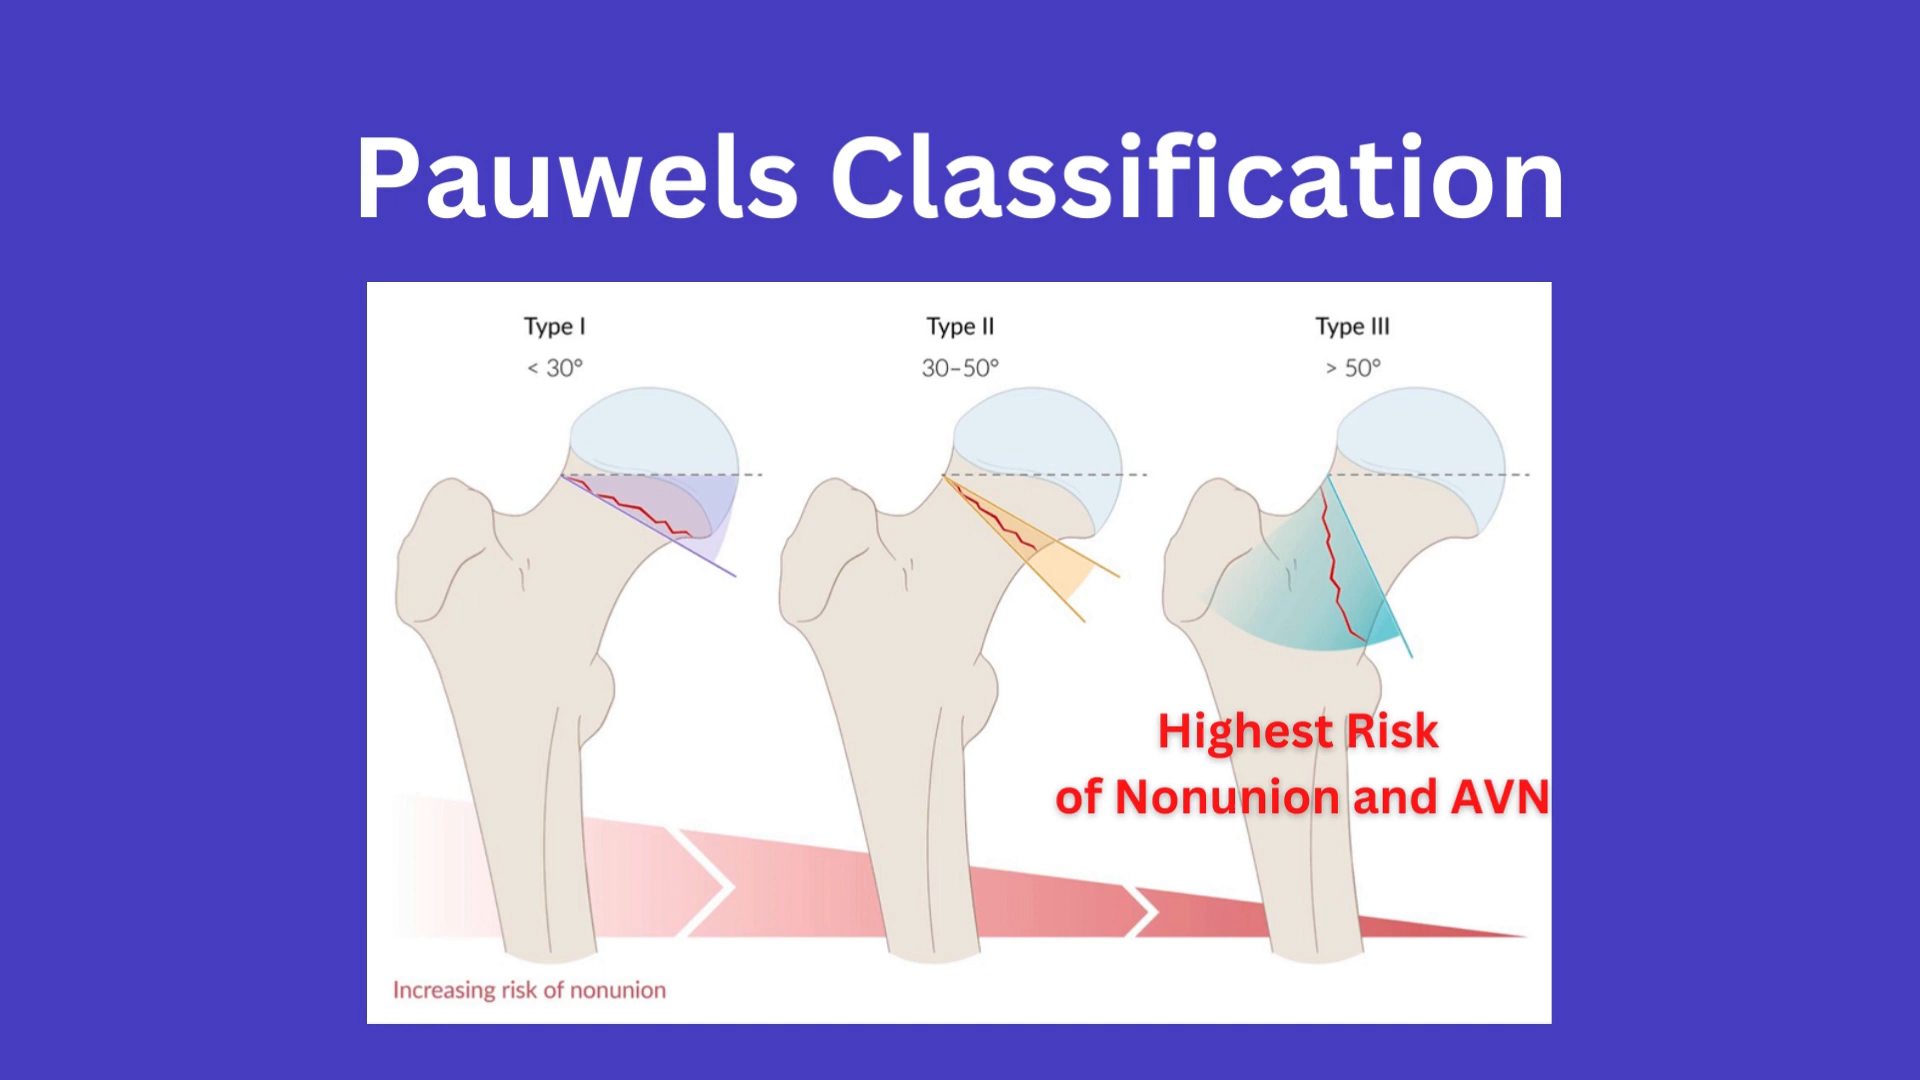 Pauwels Classification
Type I
< 30°
Type II
30–50°
Type III
> 50°
Highest Risk
of Nonunion and AVN
Increasing risk of nonunion